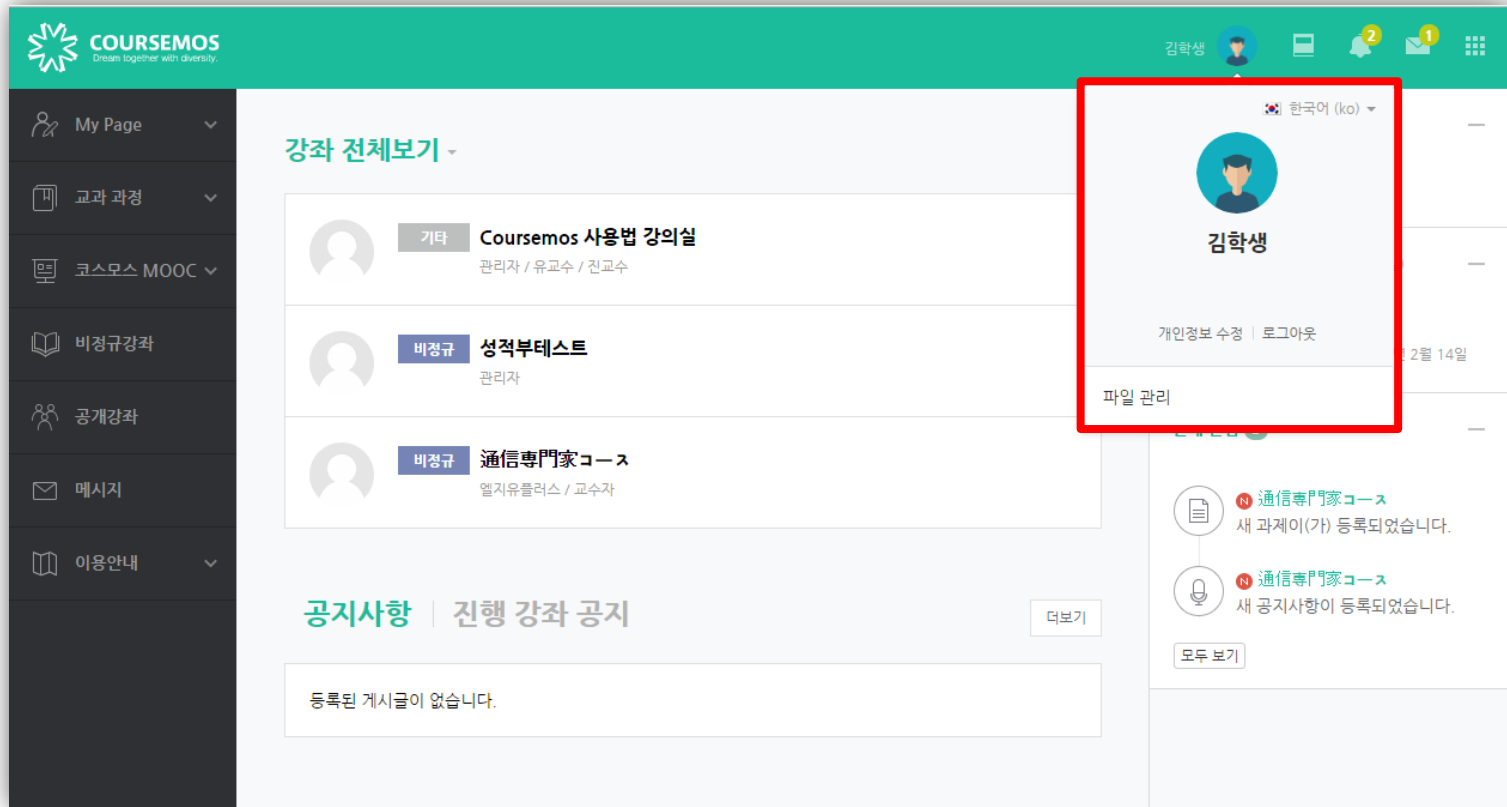 COURSEMOS
Dream together with diversity.
김학생
2
1
My Page
교과 과정
코스모스 MOOC
비정규강좌
공개강좌
메시지
이용안내
강좌 전체보기
기타 Coursemos 사용법 강의실
관리자 / 유교수 / 진교수
비정규 성적부테스트
관리자
비정규 通信専門家コース
엘지유플러스 / 교수자
공지사항 진행 강좌 공지
더보기
등록된 게시글이 없습니다.
한국어 (ko)
김학생
개인정보 수정 로그아웃
파일 관리
2월 14일
N 通信専門家コース
새 과제이(가) 등록되었습니다.
N 通信専門家コース
새 공지사항이 등록되었습니다.
모두 보기